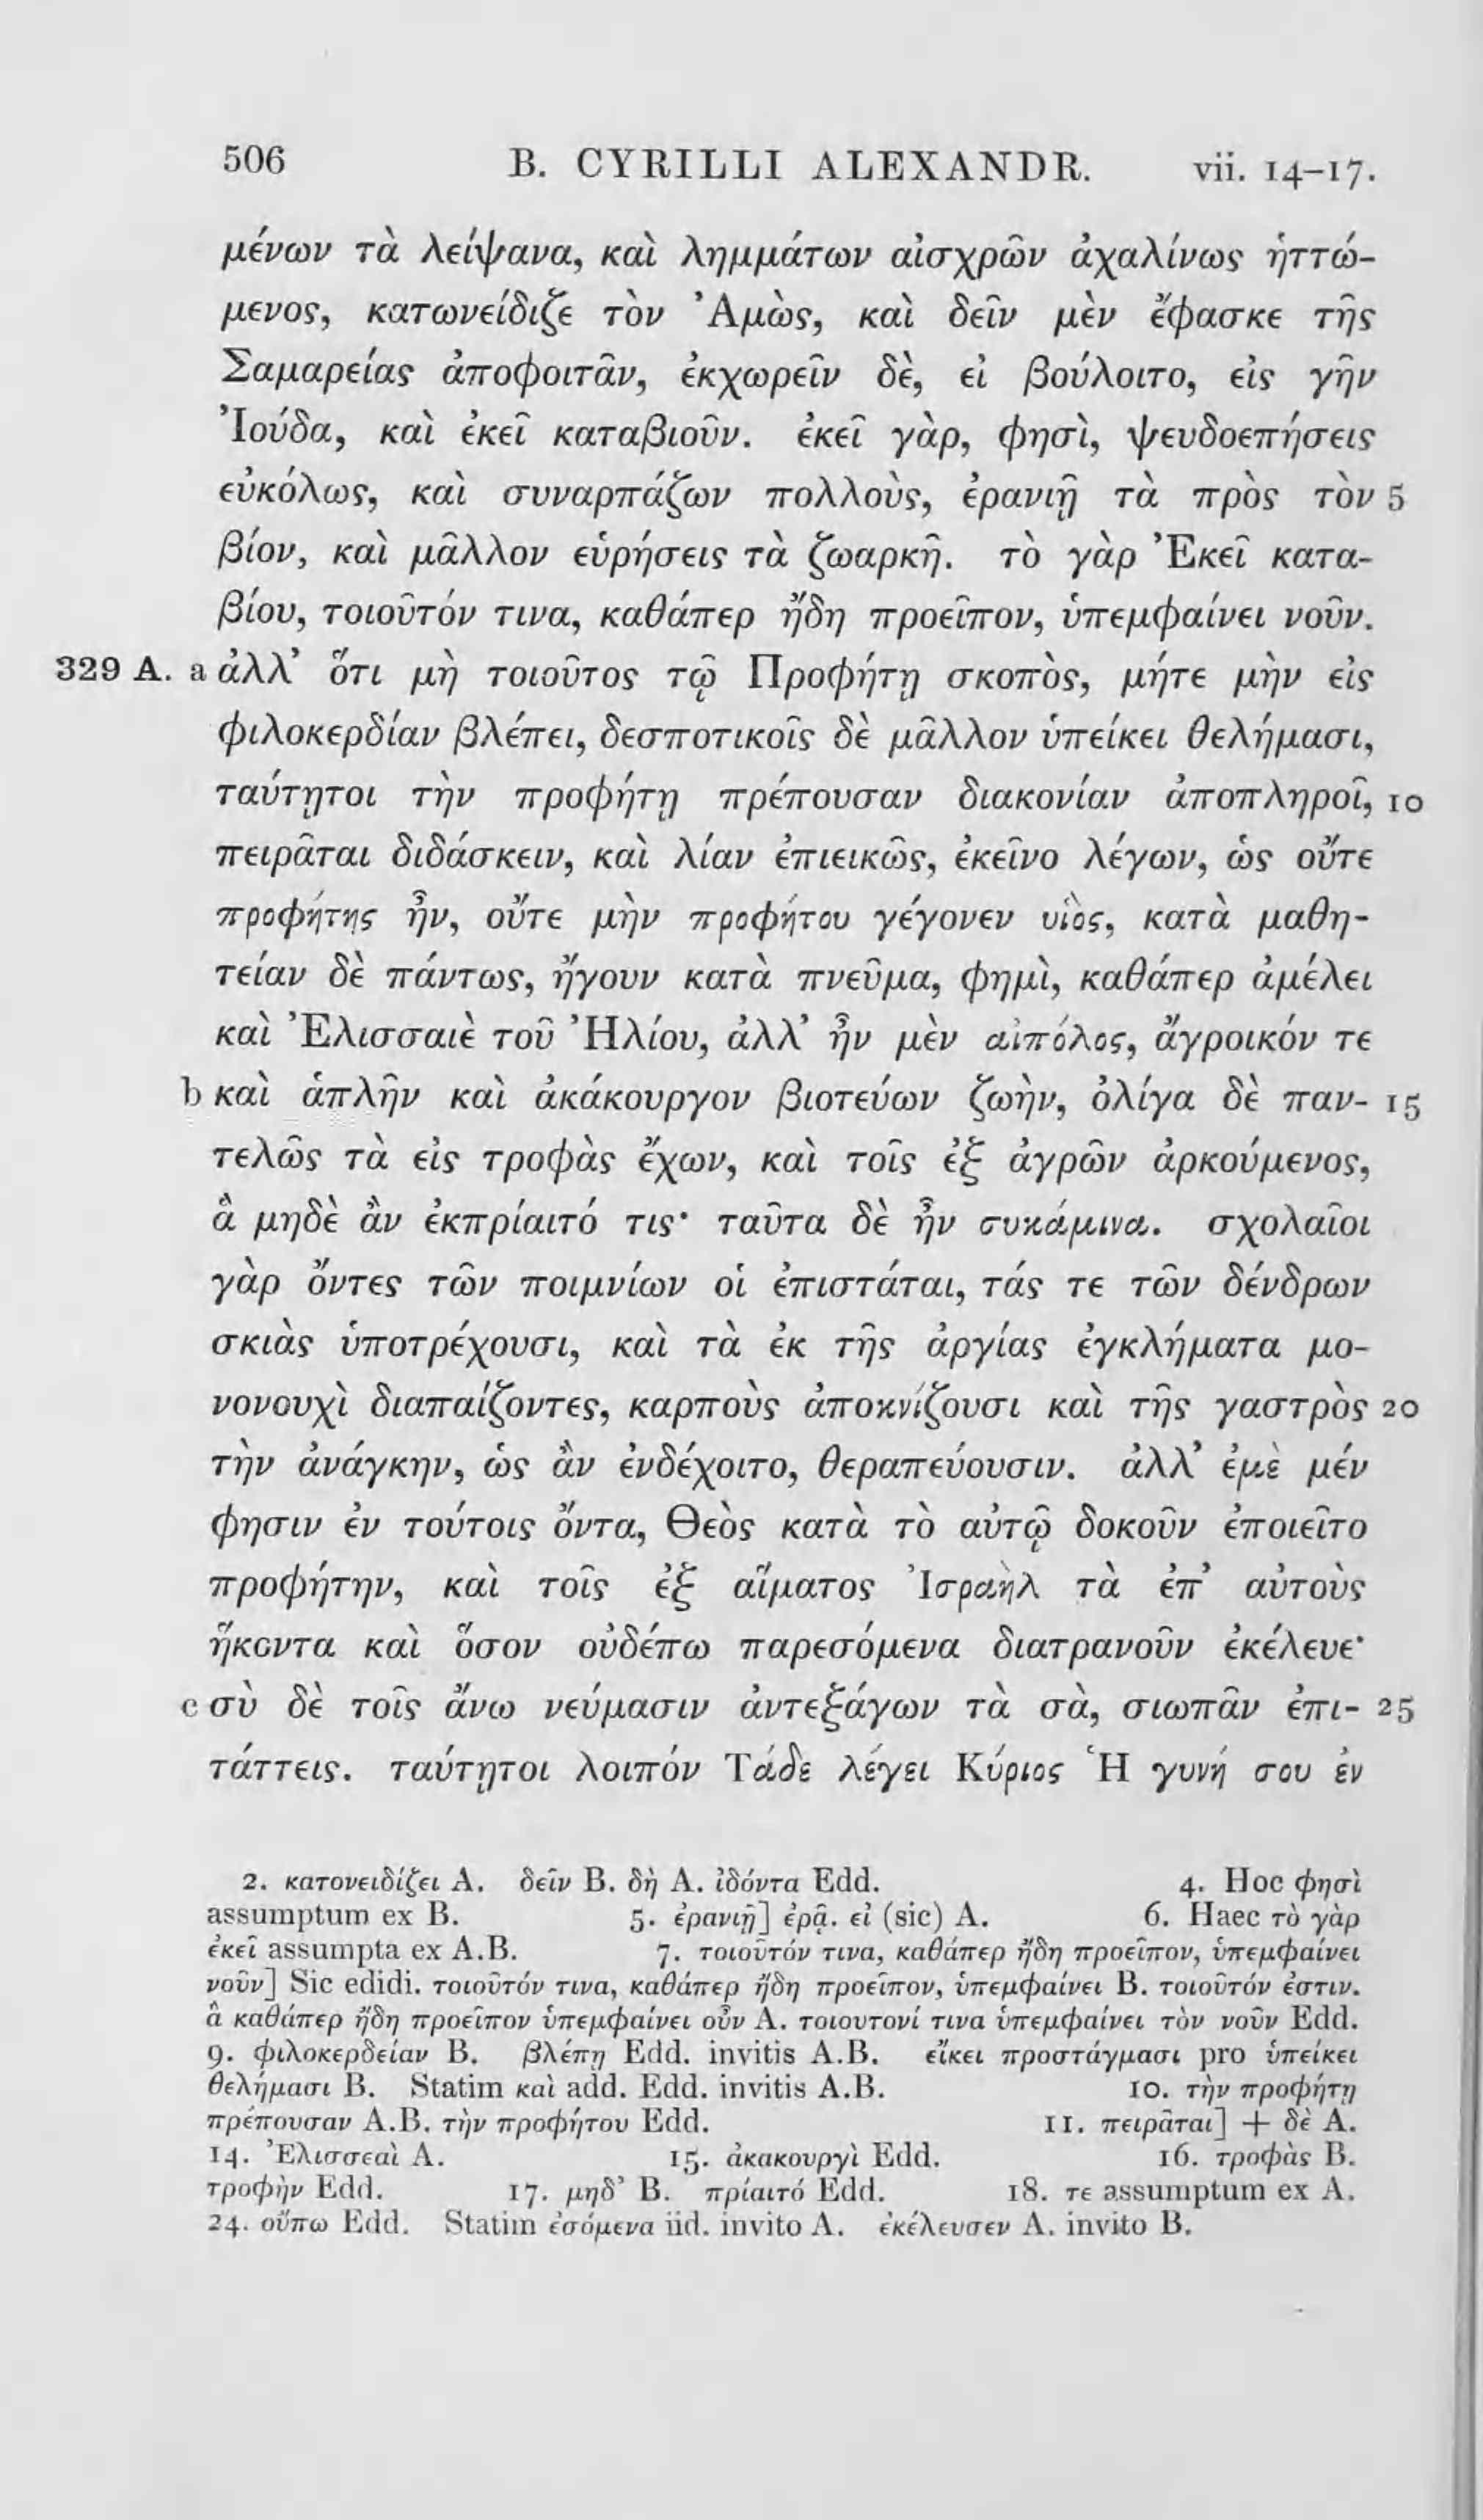 506 B. CYRILLI ALEXANDR. vii. 14–17.
μένων τὰ λείψανα, καὶ λημμάτων αἰσχρῶν ἀχαλίνως ἡττώ-
μενος, κατωνείδιζε τὸν Ἀμὼς, καὶ δεῖν μὲν ἔφασκε τῆς
Σαμαρείας ἀποφοιτᾶν, ἐκχωρεῖν δὲ, εἰ βούλοιτο, εἰς γῆν
Ἰούδα, καὶ ἐκεῖ καταβιοῦν. ἐκεῖ γὰρ, φησὶ, ψευδοεπήσεις
εὐκόλως, καὶ συναρπάζων πολλοὺς, ἐρανιῇ τὰ πρὸς τὸν 5
βίον, καὶ μᾶλλον εὑρήσεις τὰ ζωαρκῆ. τὸ γὰρ Ἐκεῖ κατα-
βίου, τοιοῦτόν τινα, καθάπερ ἤδη προεῖπον, ὑπεμφαίνει νοῦν.
329 A. a ἀλλ’ ὅτι μὴ τοιοῦτος τῷ Προφήτῃ σκοπὸς, μήτε μὴν εἰς
φιλοκερδίαν βλέπει, δεσποτικοῖς δὲ μᾶλλον ὑπείκει θελήμασι,
ταύτῃτοι τὴν προφήτῃ πρέπουσαν διακονίαν ἀποπληροῖ, 10
πειρᾶται διδάσκειν, καὶ λίαν ἐπιεικῶς, ἐκεῖνο λέγων, ὡς οὔτε
προφήτης ἦν, οὔτε μὴν προφήτου γέγονεν υἱὸς, κατὰ μαθη-
τείαν δὲ πάντως, ἤγουν κατὰ πνεῦμα, φημὶ, καθάπερ ἀμέλει
καὶ Ἐλισσαιὲ τοῦ Ἠλίου, ἀλλ’ ἦν μὲν αἰπόλος, ἄγροικόν τε
b καὶ ἁπλῆν καὶ ἀκάκουργον βιοτεύων ζωὴν, ὀλίγα δὲ παν- 15
τελῶς τὰ εἰς τροφὰς ἔχων, καὶ τοῖς ἐξ ἀγρῶν ἀρκούμενος,
ἃ μηδὲ ἂν ἐκπρίαιτό τις· ταῦτα δὲ ἦν συκάμινα. σχολαῖοι
γὰρ ὄντες τῶν ποιμνίων οἱ ἐπιστάται, τάς τε τῶν δένδρων
σκιὰς ὑποτρέχουσι, καὶ τὰ ἐκ τῆς ἀργίας ἐγκλήματα μο-
νονουχὶ διαπαίζοντες, καρποὺς ἀποκνίζουσι καὶ τῆς γαστρὸς 20
τὴν ἀνάγκην, ὡς ἂν ἐνδέχοιτο, θεραπεύουσιν. ἀλλ’ ἐμὲ μέν
φησιν ἐν τούτοις ὄντα, Θεὸς κατὰ τὸ αὐτῷ δοκοῦν ἐποιεῖτο
προφήτην, καὶ τοῖς ἐξ αἵματος Ἰσραὴλ τὰ ἐπ’ αὐτοὺς
ἥκοντα καὶ ὅσον οὐδέπω παρεσόμενα διατρανοῦν ἐκέλευε·
c σὺ δὲ τοῖς ἄνω νεύμασιν ἀντεξάγων τὰ σὰ, σιωπᾶν ἐπι- 25
τάττεις. ταύτῃτοι λοιπόν Τάδε λέγει Κύριος Ἡ γυνή σου ἐν
2. κατονειδίζει A. δεῖν B. δὴ A. ἰδόντα Edd. 4. Hoc φησὶ
assumptum ex B. 5. ἐρανιῇ] ἐρᾷ. εἰ (sic) A. 6. Haec τὸ γὰρ
ἐκεῖ assumpta ex A.B. 7. τοιοῦτόν τινα, καθάπερ ἤδη προεῖπον, ὑπεμφαίνει
νοῦν] Sic edidi. τοιοῦτόν τινα, καθάπερ ἤδη προεῖπον, ὑπεμφαίνει B. τοιοῦτόν ἐστιν.
ἃ καθάπερ ἤδη προεῖπον ὑπεμφαίνει οὖν A. τοιουτονί τινα ὑπεμφαίνει τὸν νοῦν Edd.
9. φιλοκερδείαν B. βλέπῃ Edd. invitis A.B. εἴκει προστάγμασι pro ὑπείκει
θελήμασι B. Statim καὶ add. Edd. invitis A.B. 10. τὴν προφήτῃ
πρέπουσαν A.B. τὴν προφήτου Edd. 11. πειρᾶται] + δὲ A.
14. Ἐλισσεαὶ A. 15. ἀκακουργὶ Edd. 16. τροφὰς B.
τροφὴν Edd. 17. μηδ’ B. πρίαιτό Edd. 18. τε assumptum ex A.
24. οὔπω Edd. Statim ἐσόμενα iid. invito A. ἐκέλευσεν A. invito B.